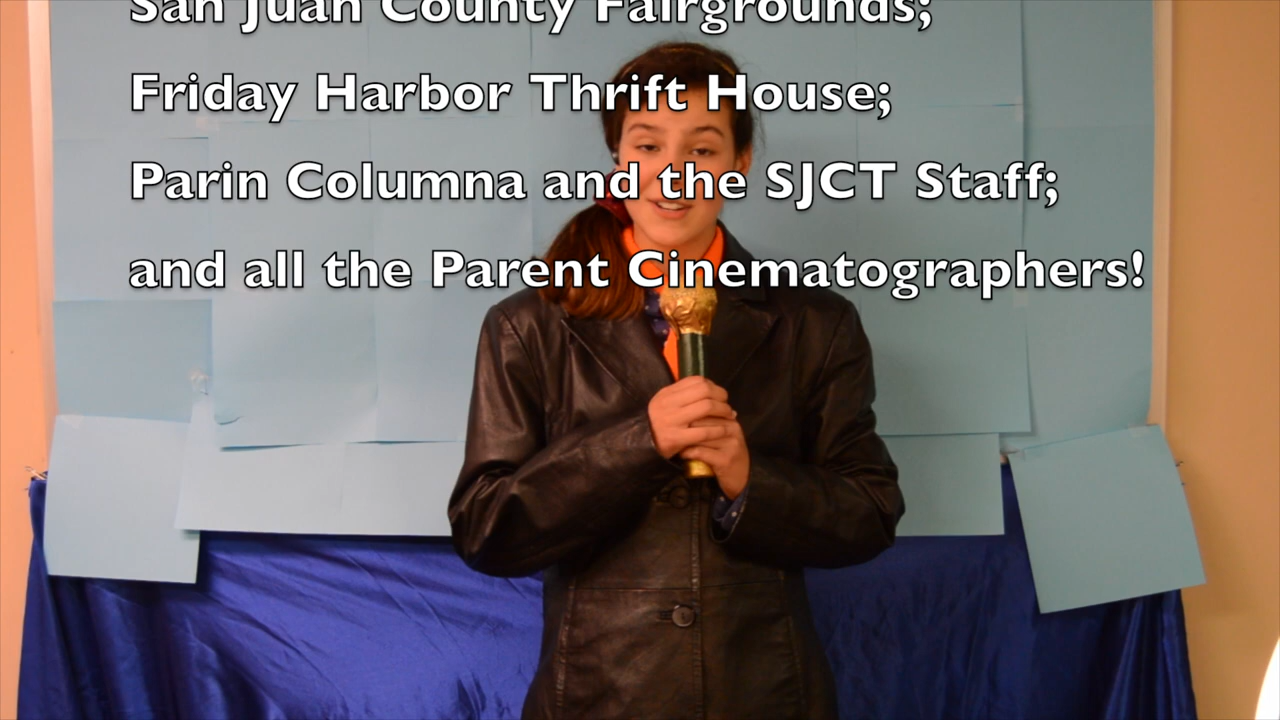 San Juan County Fairgrounds;
Friday Harbor Thrift House;
Parin Columna and the SJCT Staff;
and all the Parent Cinematographers!